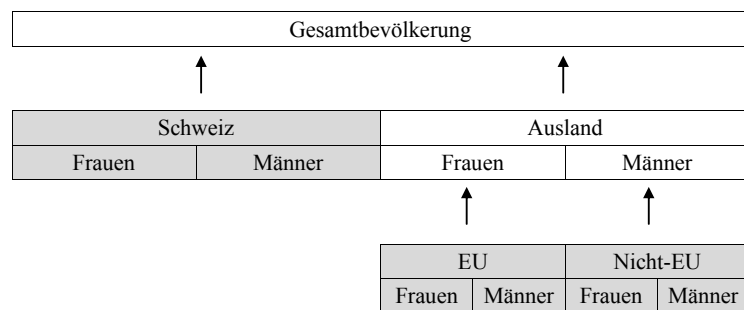 Gesamtbevölkerung
Schweiz Ausland
Frauen Männer Frauen Männer
EU Nicht-EU
Frauen Männer Frauen Männer